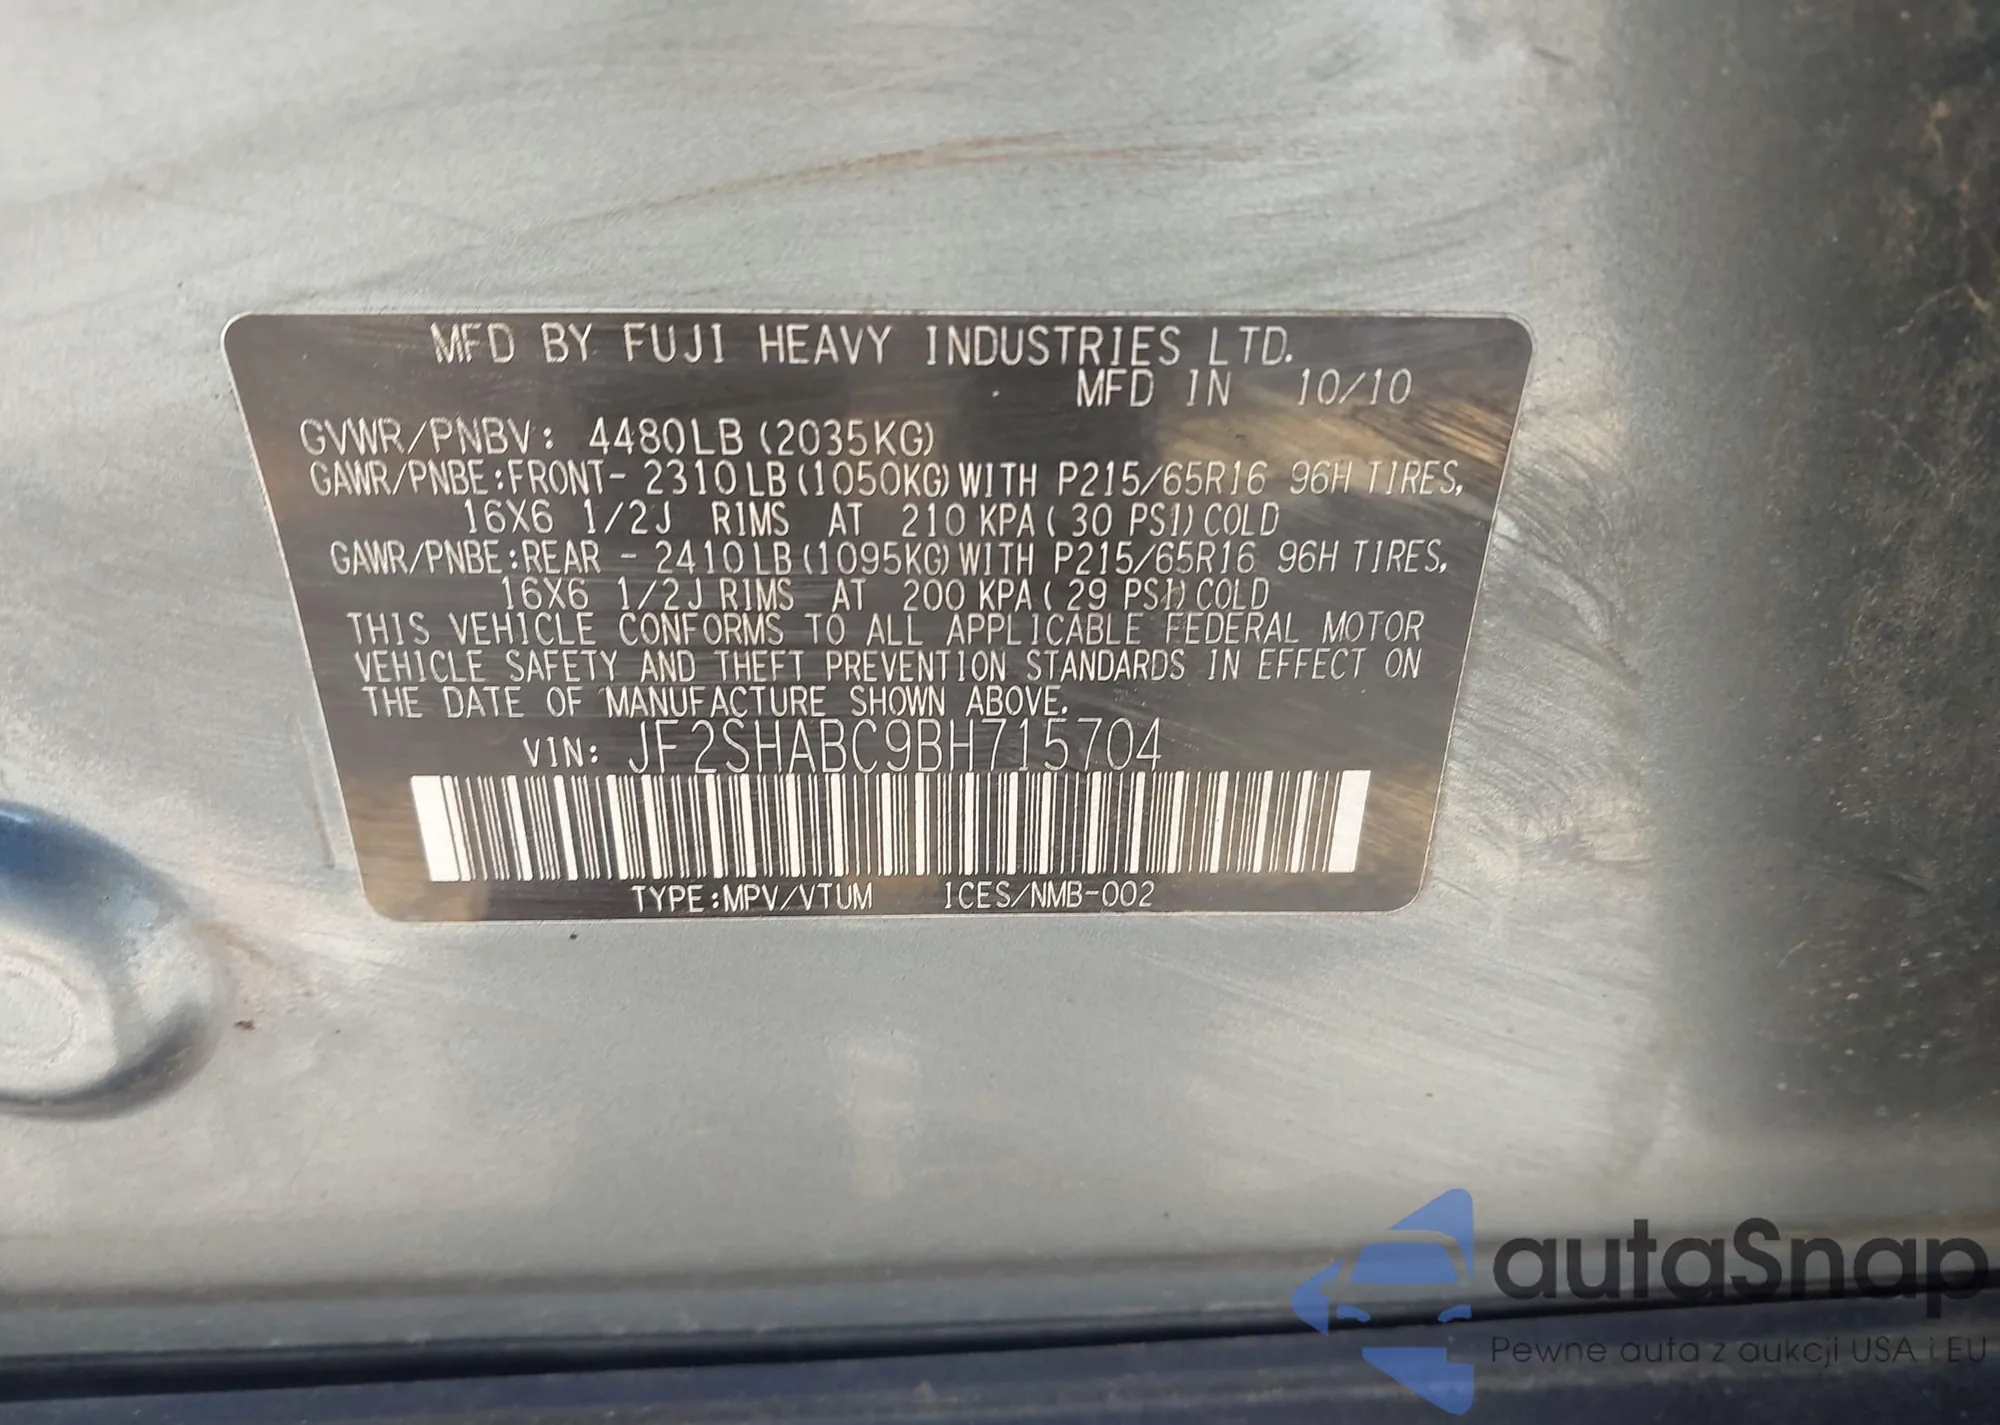 MFD BY FUJI HEAVY INDUSTRIES LTD.
MFD IN 10/10
GVWR/PNBV: 4480LB(2035KG)
GAWR/PNBE:FRONT- 2310LB(1050KG)WITH P215/65R16 96H TIRES,
16X6 1/2J RIMS AT 210 KPA( 30 PSI)COLD
GAWR/PNBE:REAR - 2410LB(1095KG)WITH P215/65R16 96H TIRES,
16X6 1/2J RIMS AT 200 KPA( 29 PSI)COLD
THIS VEHICLE CONFORMS TO ALL APPLICABLE FEDERAL MOTOR
VEHICLE SAFETY AND THEFT PREVENTION STANDARDS IN EFFECT ON
THE DATE OF MANUFACTURE SHOWN ABOVE.
VIN: JF2SHABC9BH715704
TYPE:MPV/VTUM ICES/NMB-002
autaSnap
Pewne auta z aukcji USA i EU